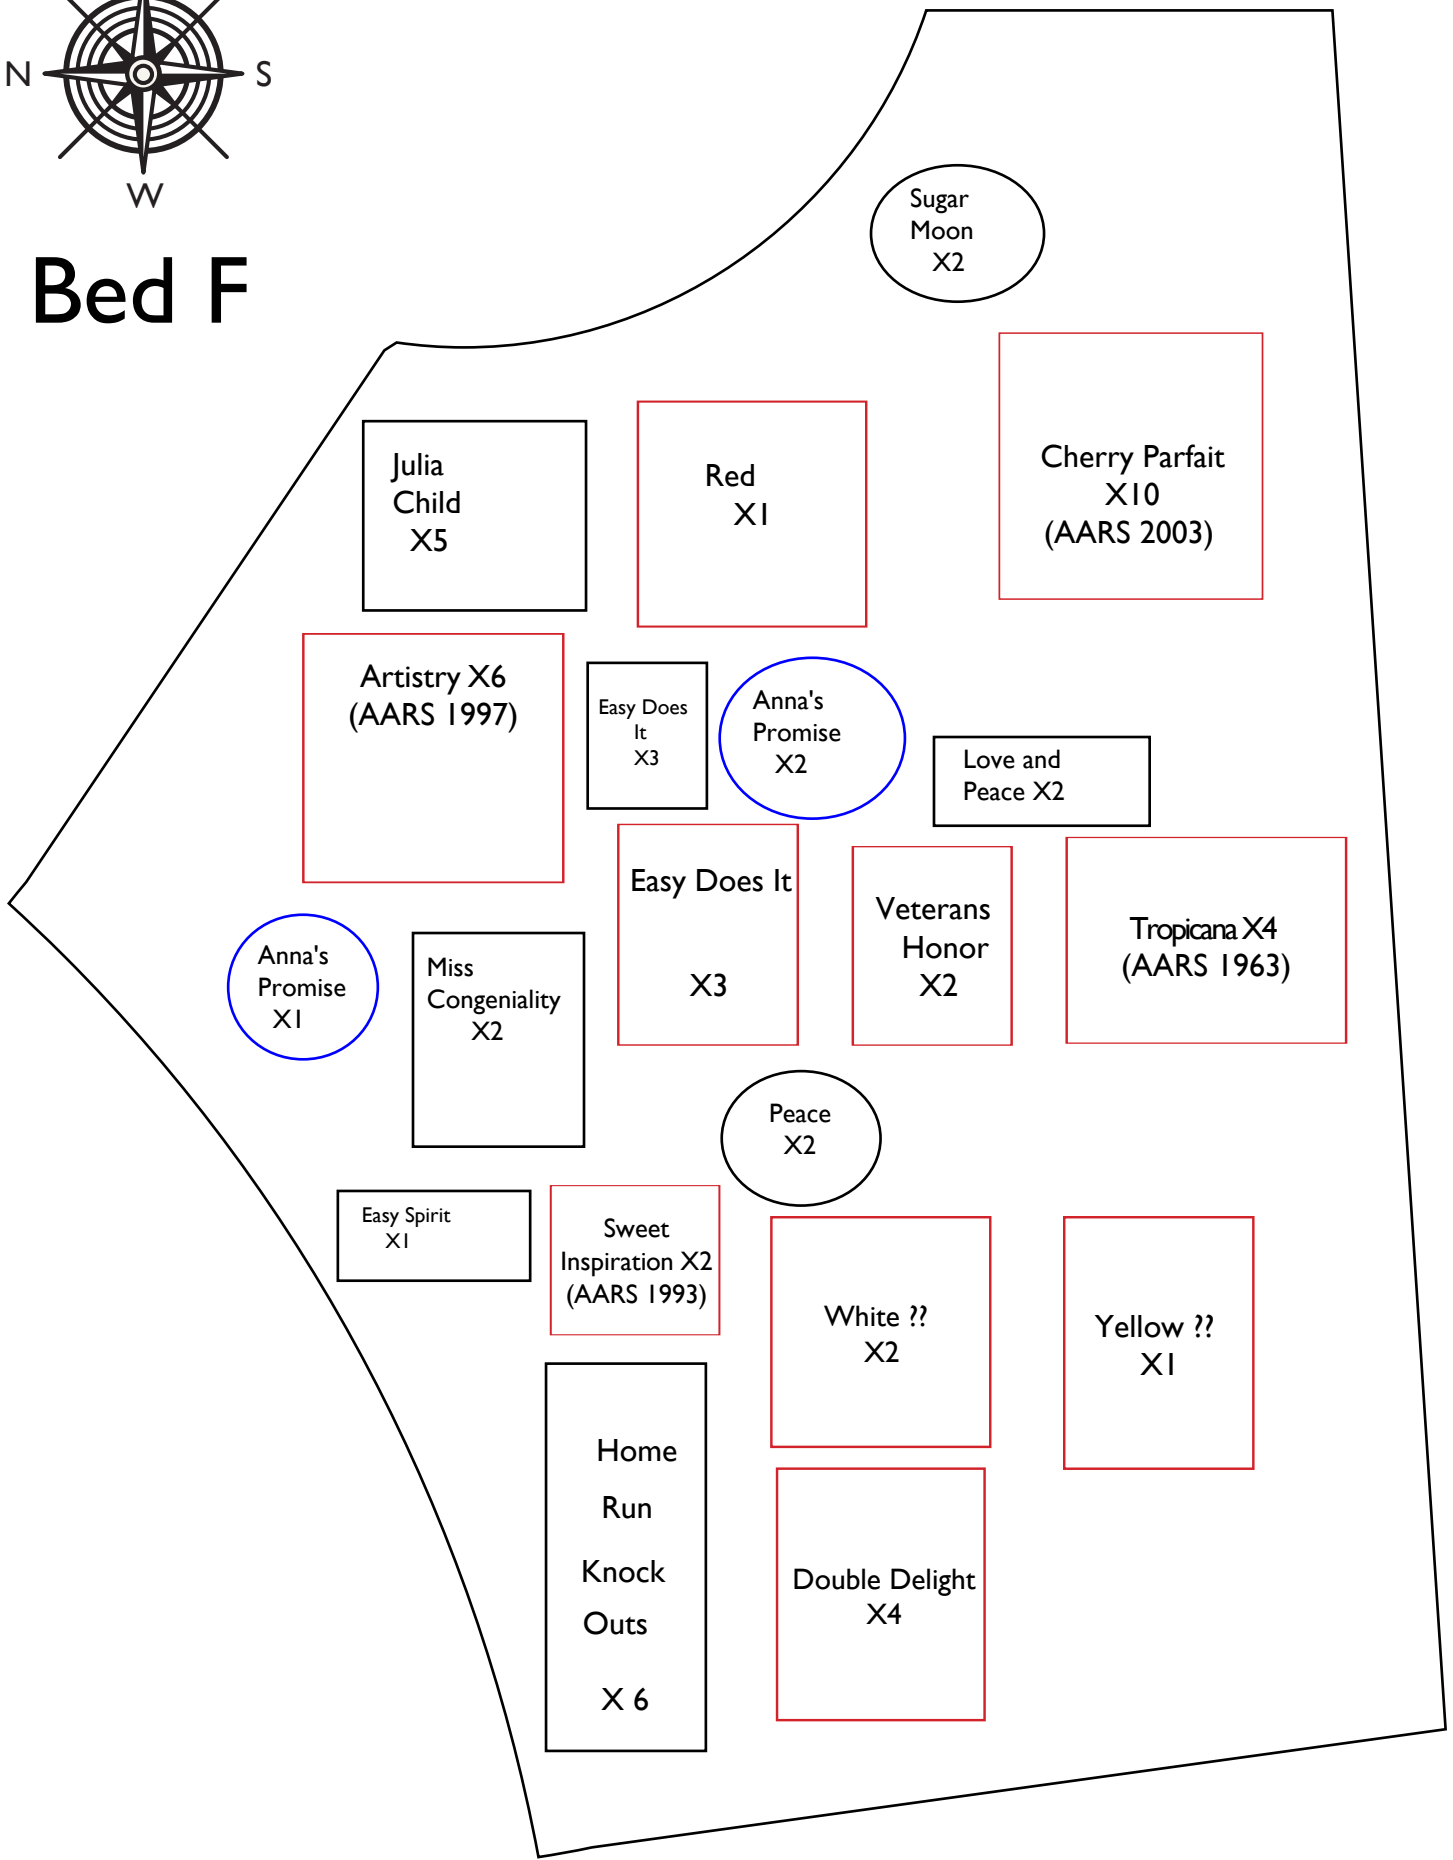 N
S
W
Bed F
Sugar
Moon
X2
Julia
Child
X5
Red
X1
Cherry Parfait
X10
(AARS 2003)
Artistry X6
(AARS 1997)
Easy Does
It
X3
Anna's
Promise
X2
Love and
Peace X2
Easy Does It
X3
Veterans
Honor
X2
Tropicana X4
(AARS 1963)
Anna's
Promise
X1
Miss
Congeniality
X2
Peace
X2
Easy Spirit
X1
Sweet
Inspiration X2
(AARS 1993)
White ??
X2
Yellow ??
X1
Home
Run
Knock
Outs
X 6
Double Delight
X4